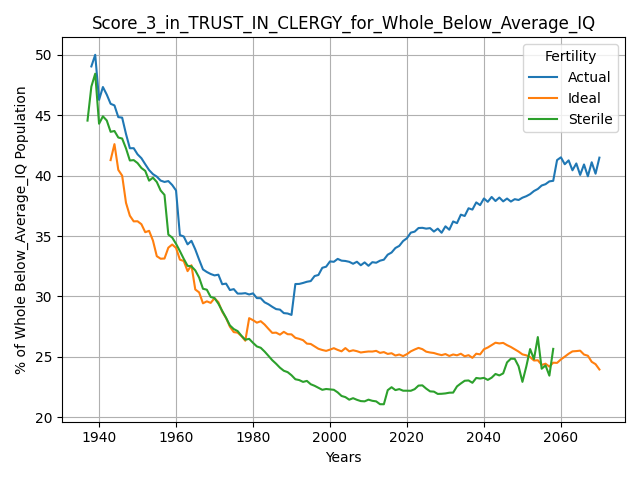 Score_3_in_TRUST_IN_CLERGY_for_Whole_Below_Average_IQ
Fertility
Actual
Ideal
Sterile
% of Whole Below_Average_IQ Population
50
45
40
35
30
25
20
1940
1960
1980
2000
2020
2040
2060
Years